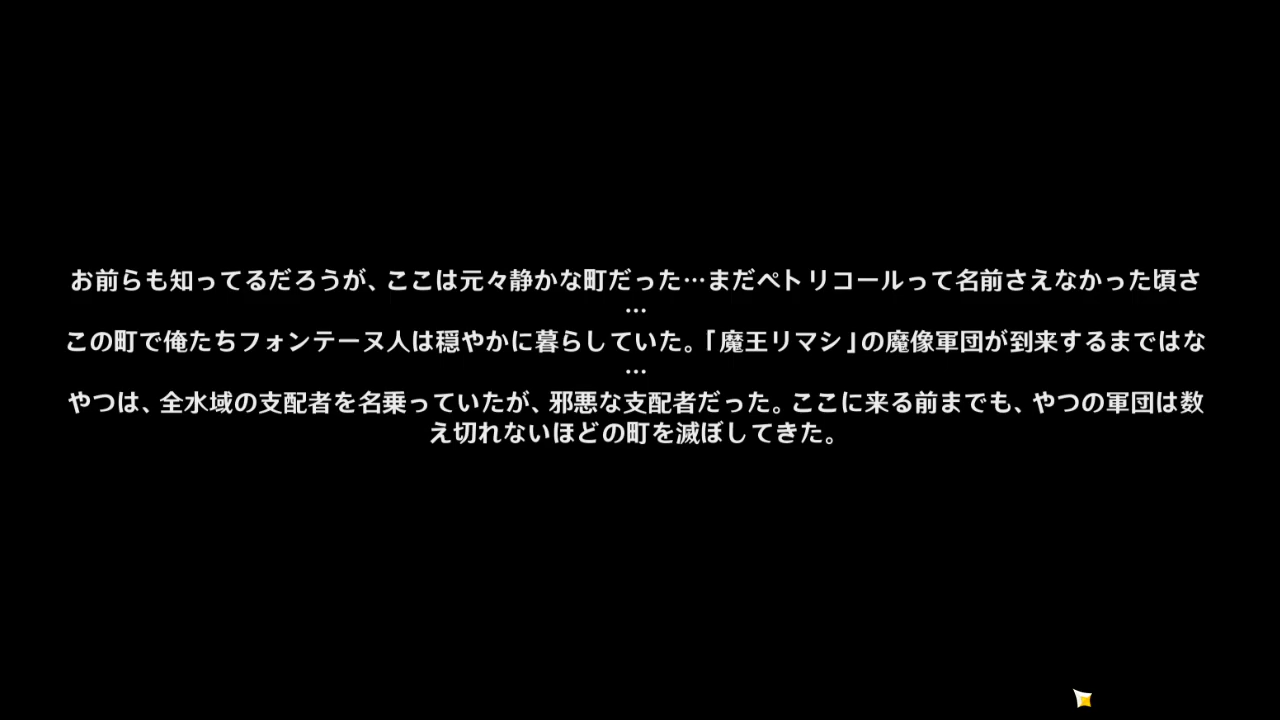 お前らも知ってるだろうが、ここは元々静かな町だった…まだペトリコールって名前さえなかった頃さ
…
この町で俺たちフォンテーヌ人は穏やかに暮らしていた。「魔王リマシ」の魔像軍団が到来するまではな
…
やつは、全水域の支配者を名乗っていたが、邪悪な支配者だった。ここに来る前までも、やつの軍団は数
え切れないほどの町を滅ぼしてきた。